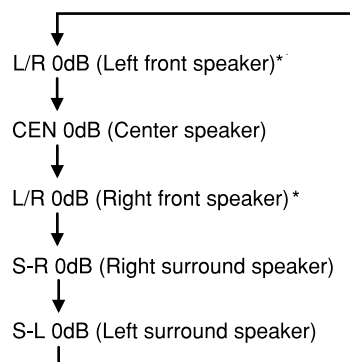 L/R 0dB (Left front speaker)*
CEN 0dB (Center speaker)
L/R 0dB (Right front speaker)*
S-R 0dB (Right surround speaker)
S-L 0dB (Left surround speaker)